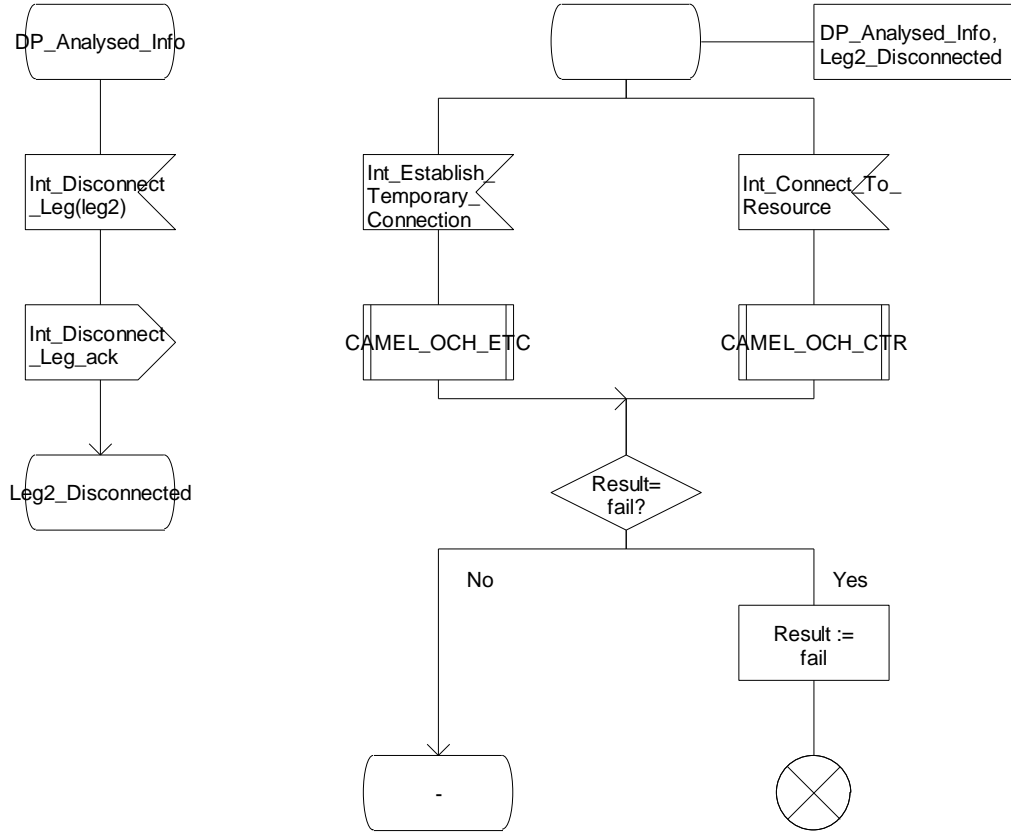 DP_Analysed_Info
DP_Analysed_Info,
Leg2_Disconnected
Int_Disconnect
_Leg(leg2)
Int_Establish_
Temporary_
Connection
Int_Connect_To_
Resource
Int_Disconnect
_Leg_ack
CAMEL_OCH_ETC
CAMEL_OCH_CTR
Leg2_Disconnected
Result=
fail?
No
Yes
Result :=
fail
-